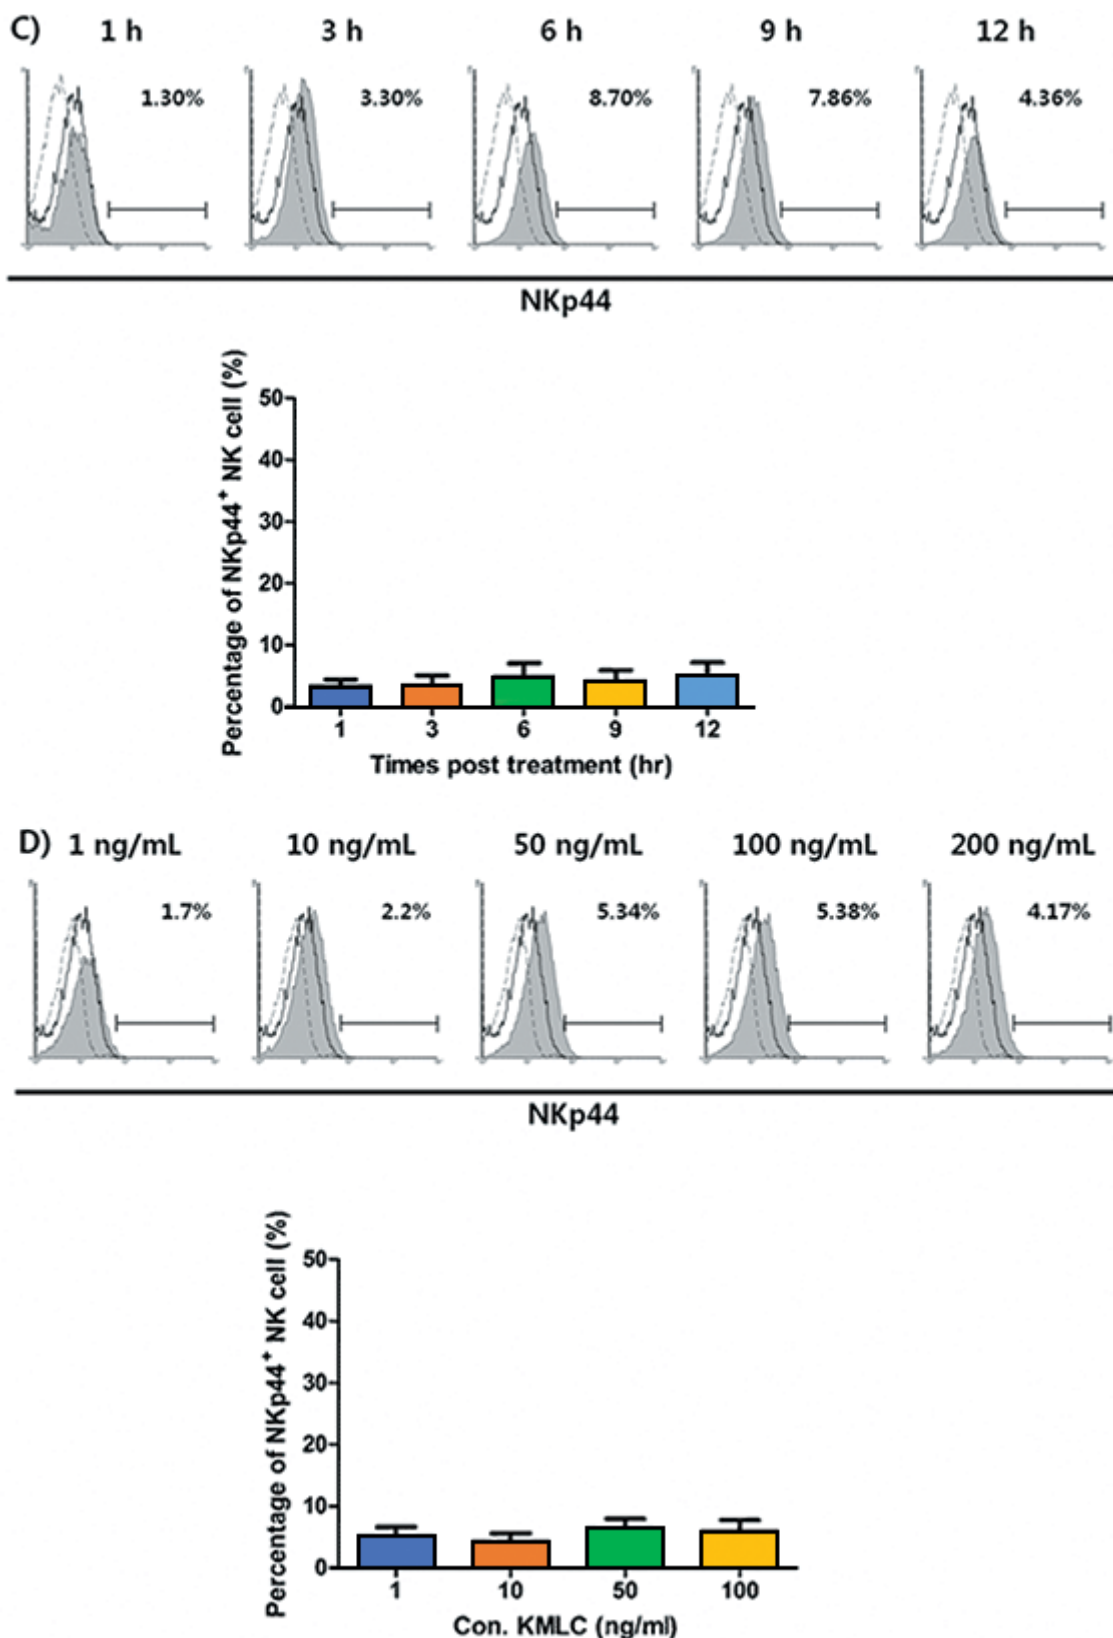 C) 1 h 3 h 6 h 9 h 12 h
1.30% 3.30% 8.70% 7.86% 4.36%
NKp44
Percentage of NKp44⁺ NK cell (%)
50
40
30
20
10
0
1 3 6 9 12
Times post treatment (hr)
D) 1 ng/mL 10 ng/mL 50 ng/mL 100 ng/mL 200 ng/mL
1.7% 2.2% 5.34% 5.38% 4.17%
NKp44
Percentage of NKp44⁺ NK cell (%)
50
40
30
20
10
0
1 10 50 100
Con. KMLC (ng/ml)